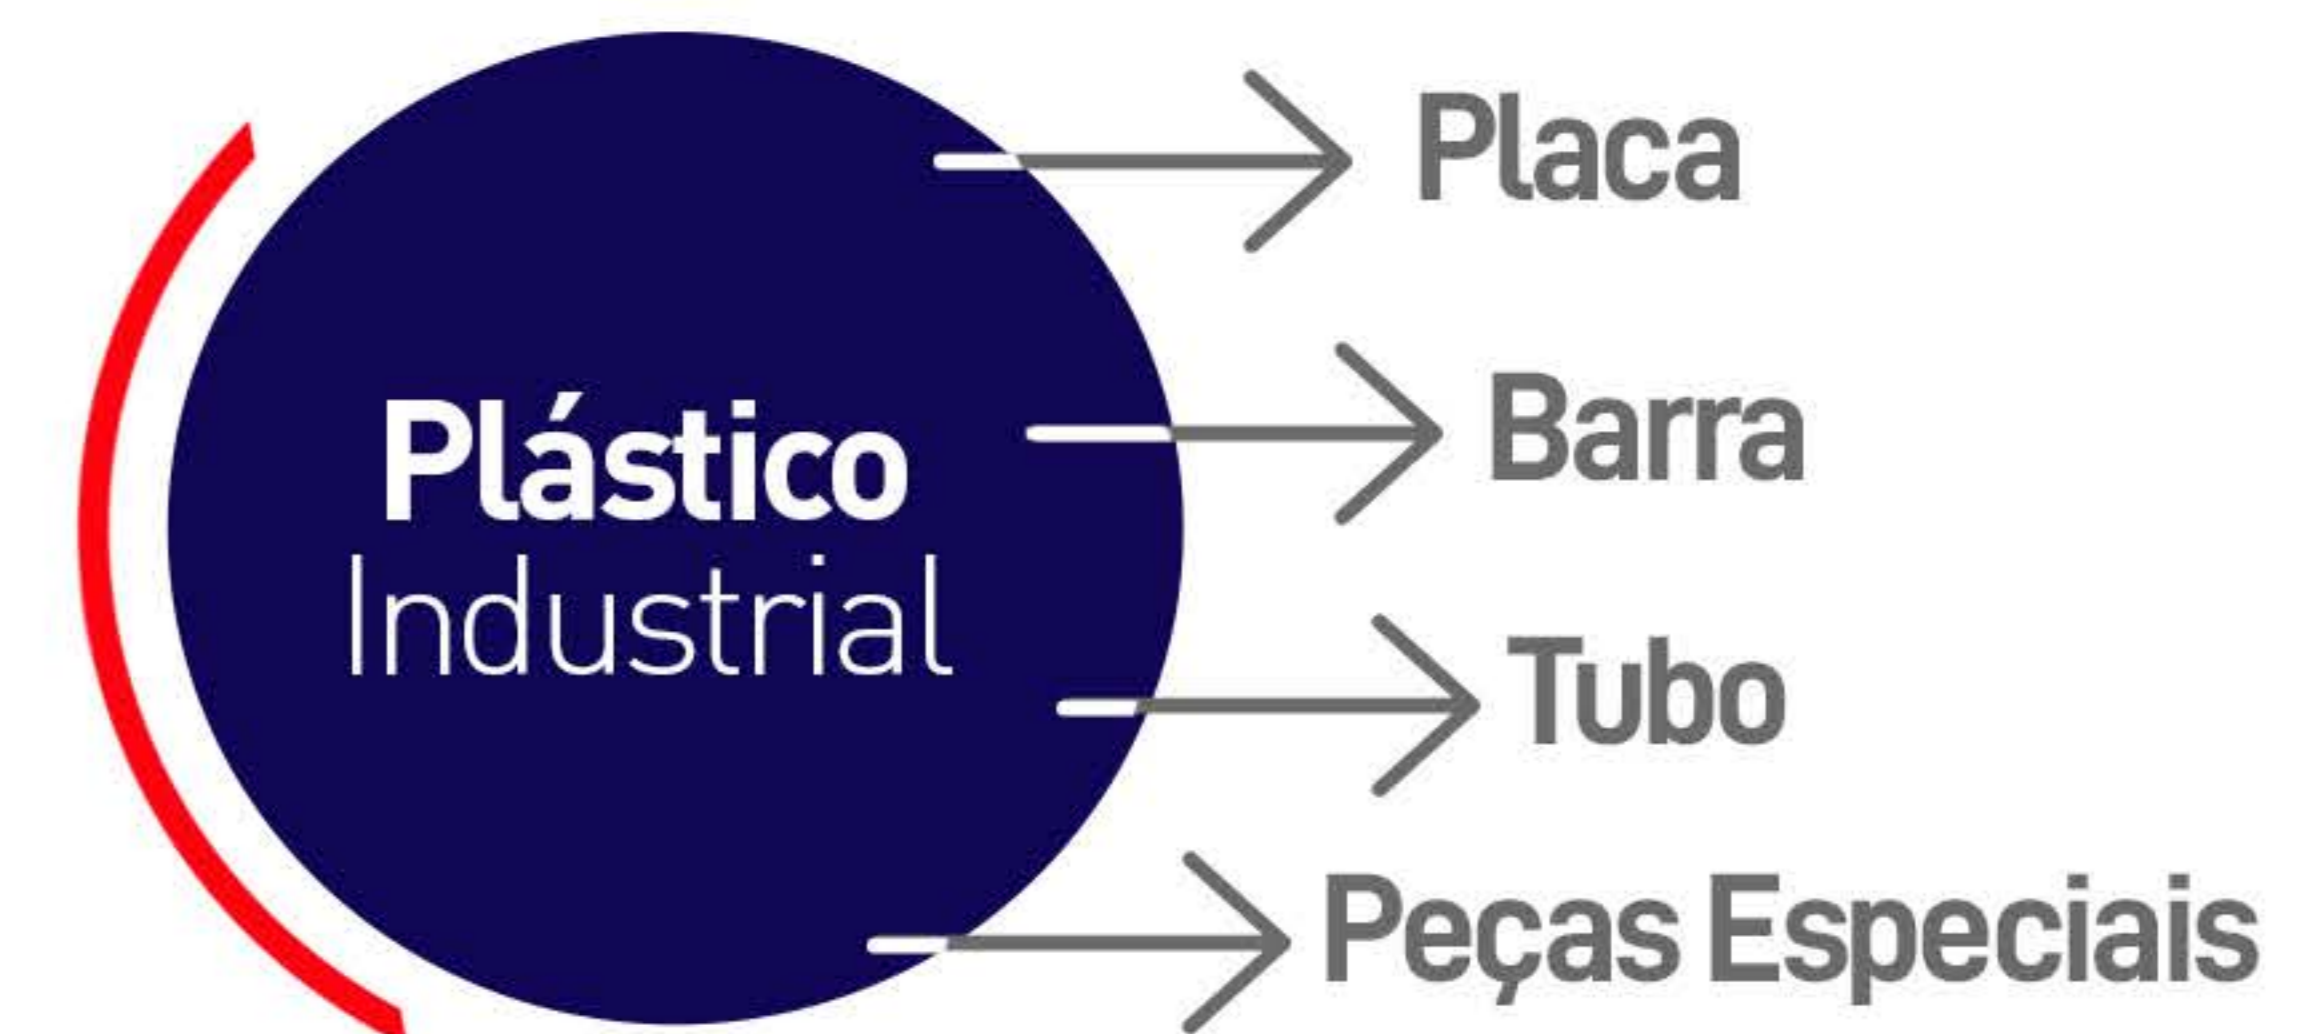 Plástico
Industrial
Placa
Barra
Tubo
Peças Especiais